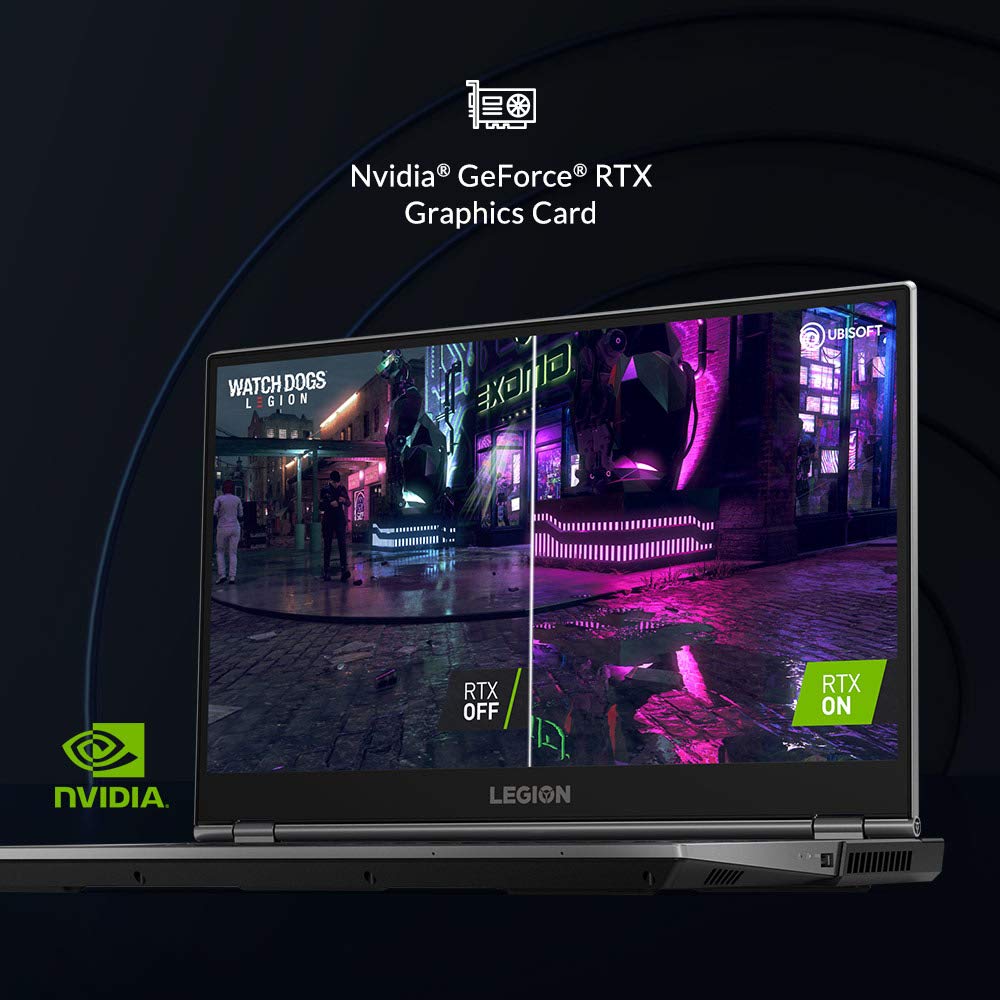 Nvidia® GeForce® RTX
Graphics Card
WATCH DOGS
LEGION
EXOMO
UBISOFT
RTX
OFF
RTX
ON
NVIDIA.
LEGION